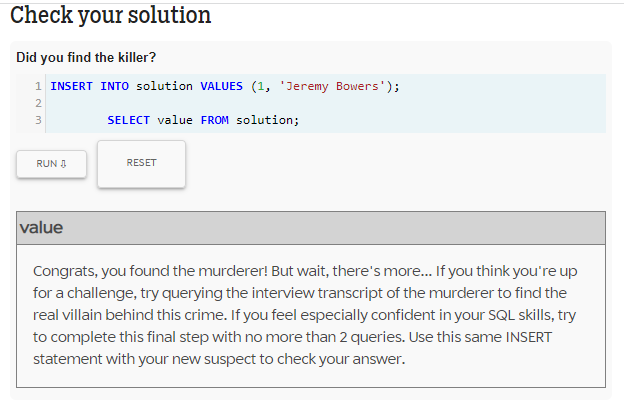 Check your solution
Did you find the killer?
1 INSERT INTO solution VALUES (1, 'Jeremy Bowers');
2
3 SELECT value FROM solution;
RUN ⇩
RESET
value
Congrats, you found the murderer! But wait, there's more... If you think you're up
for a challenge, try querying the interview transcript of the murderer to find the
real villain behind this crime. If you feel especially confident in your SQL skills, try
to complete this final step with no more than 2 queries. Use this same INSERT
statement with your new suspect to check your answer.